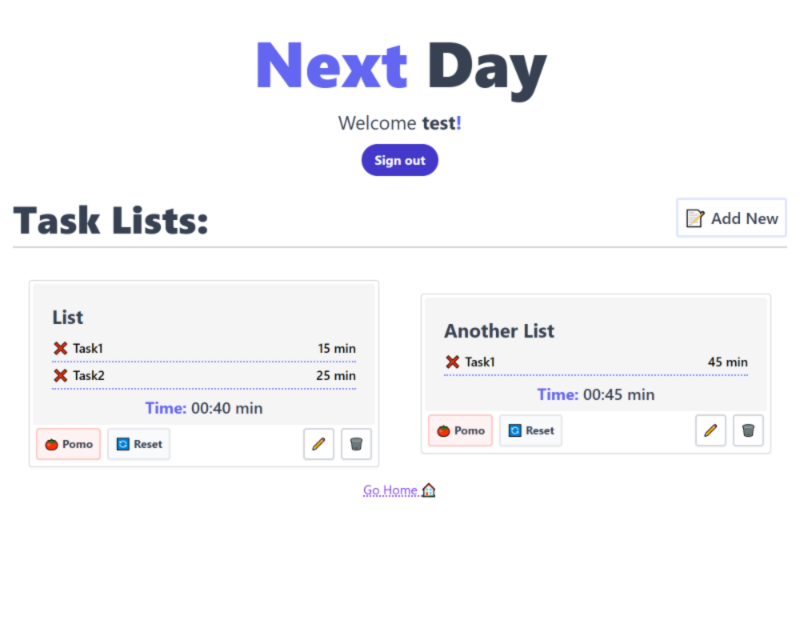 Next Day
Welcome test!
Sign out
Task Lists:
Add New
List
Task1 15 min
Task2 25 min
Time: 00:40 min
Pomo Reset
Another List
Task1 45 min
Time: 00:45 min
Pomo Reset
Go Home